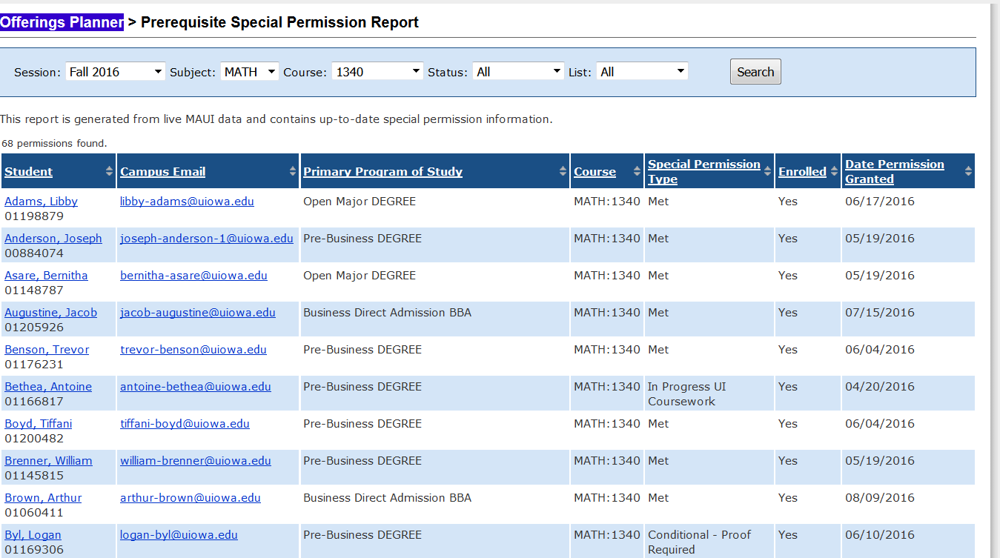 Offerings Planner > Prerequisite Special Permission Report
Session: Fall 2016 Subject: MATH Course: 1340 Status: All List: All Search
This report is generated from live MAUI data and contains up-to-date special permission information.
68 permissions found.
Student Campus Email Primary Program of Study Course Special Permission Type Enrolled Date Permission Granted
Adams, Libby libby-adams@uiowa.edu Open Major DEGREE MATH:1340 Met Yes 06/17/2016
01198879
Anderson, Joseph joseph-anderson-1@uiowa.edu Pre-Business DEGREE MATH:1340 Met Yes 05/19/2016
00884074
Asare, Bernitha bernitha-asare@uiowa.edu Open Major DEGREE MATH:1340 Met Yes 05/19/2016
01148787
Augustine, Jacob jacob-augustine@uiowa.edu Business Direct Admission BBA MATH:1340 Met Yes 07/15/2016
01205926
Benson, Trevor trevor-benson@uiowa.edu Pre-Business DEGREE MATH:1340 Met Yes 06/04/2016
01176231
Bethea, Antoine antoine-bethea@uiowa.edu Pre-Business DEGREE MATH:1340 In Progress UI Yes 04/20/2016
01166817 Coursework
Boyd, Tiffani tiffani-boyd@uiowa.edu Pre-Business DEGREE MATH:1340 Met Yes 06/04/2016
01200482
Brenner, William william-brenner@uiowa.edu Pre-Business DEGREE MATH:1340 Met Yes 05/19/2016
01145815
Brown, Arthur arthur-brown@uiowa.edu Business Direct Admission BBA MATH:1340 Met Yes 08/09/2016
01060411
Byl, Logan logan-byl@uiowa.edu Pre-Business DEGREE MATH:1340 Conditional - Proof Yes 06/10/2016
01169306 Required